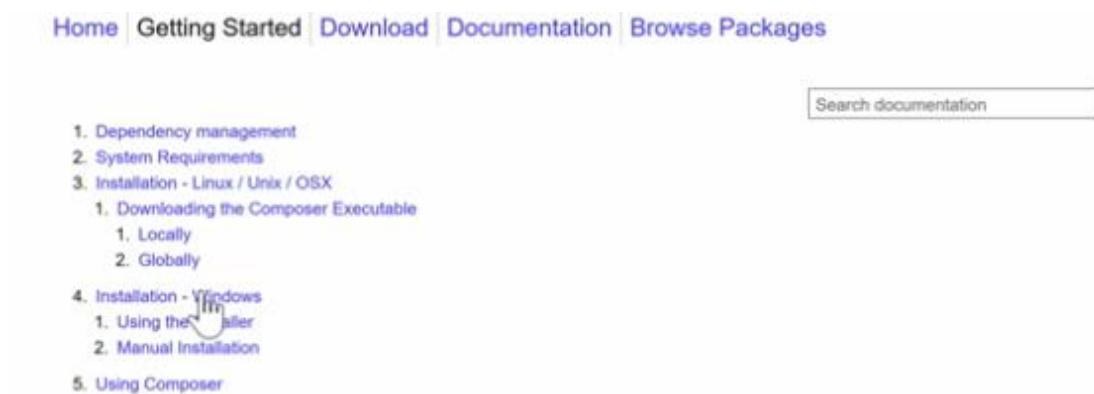 Home Getting Started Download Documentation Browse Packages
Search documentation
1. Dependency management
2. System Requirements
3. Installation - Linux / Unix / OSX
1. Downloading the Composer Executable
1. Locally
2. Globally
4. Installation - Windows
1. Using the Installer
2. Manual Installation
5. Using Composer